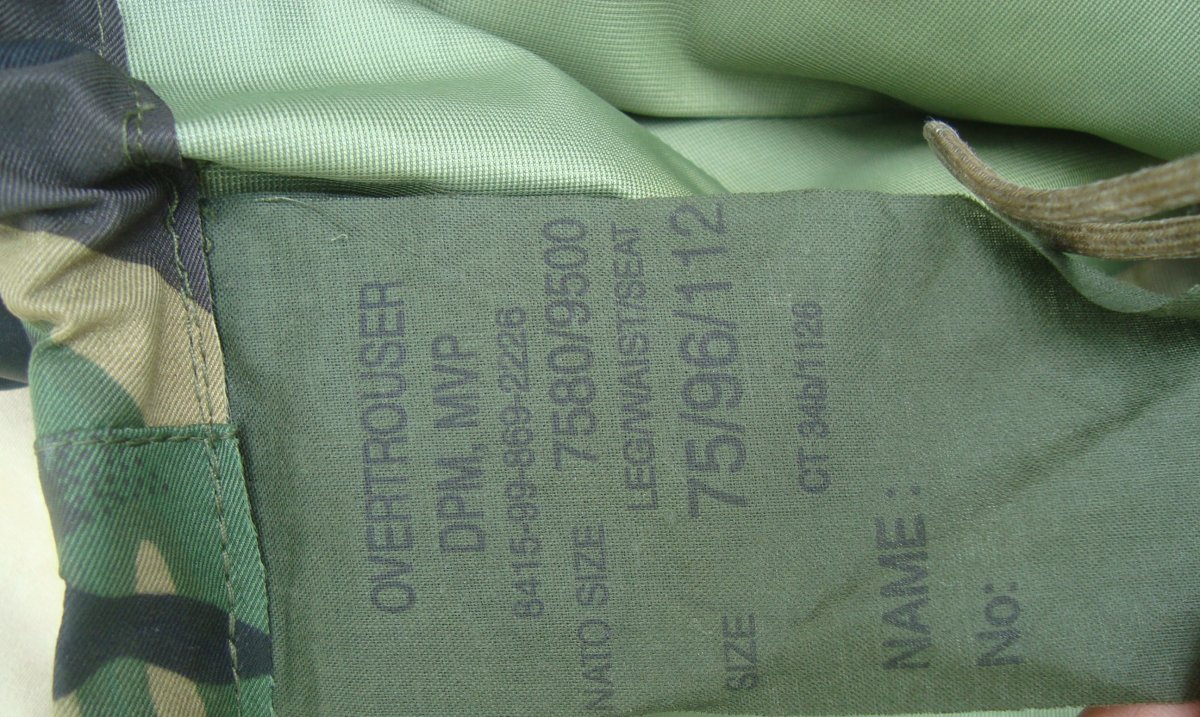 OVERTROUSER
DPM, MVP
8415-99-869-2226
NATO SIZE 7580/9500
LEG/WAIST/SEAT
SIZE 75/96/112
CT 34b/1126
NAME:
No: